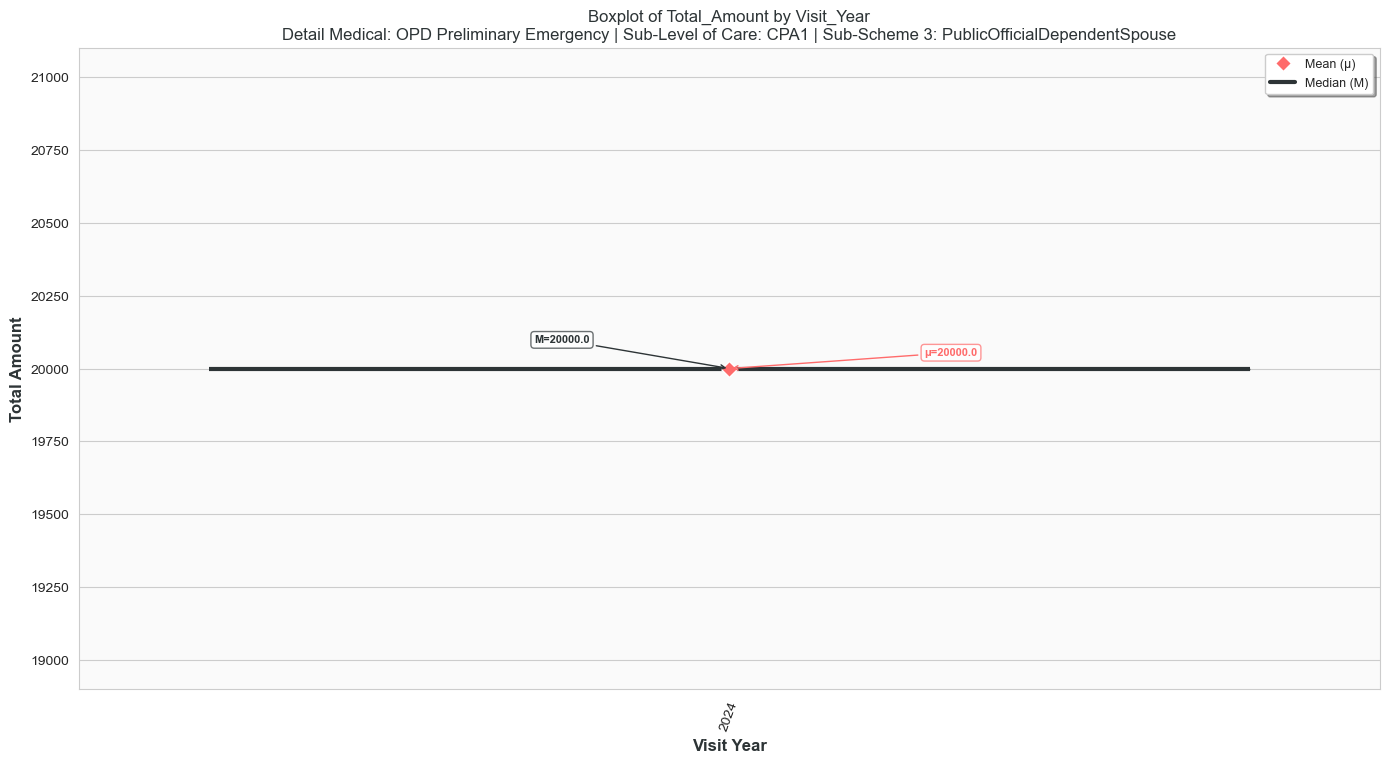 Boxplot of Total_Amount by Visit_Year
Detail Medical: OPD Preliminary Emergency | Sub-Level of Care: CPA1 | Sub-Scheme 3: PublicOfficialDependentSpouse
Mean (μ)
Median (M)
21000
20750
20500
20250
20000
19750
19500
19250
19000
Total Amount
M=20000.0
μ=20000.0
2024
Visit Year